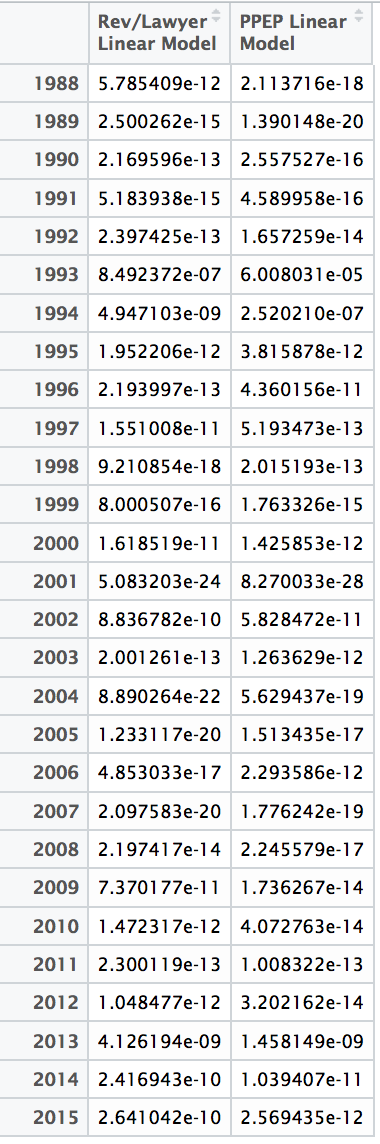 Rev/Lawyer Linear Model PPEP Linear Model
1988 5.785409e-12 2.113716e-18
1989 2.500262e-15 1.390148e-20
1990 2.169596e-13 2.557527e-16
1991 5.183938e-15 4.589958e-16
1992 2.397425e-13 1.657259e-14
1993 8.492372e-07 6.008031e-05
1994 4.947103e-09 2.520210e-07
1995 1.952206e-12 3.815878e-12
1996 2.193997e-13 4.360156e-11
1997 1.551008e-11 5.193473e-13
1998 9.210854e-18 2.015193e-13
1999 8.000507e-16 1.763326e-15
2000 1.618519e-11 1.425853e-12
2001 5.083203e-24 8.270033e-28
2002 8.836782e-10 5.828472e-11
2003 2.001261e-13 1.263629e-12
2004 8.890264e-22 5.629437e-19
2005 1.233117e-20 1.513435e-17
2006 4.853033e-17 2.293586e-12
2007 2.097583e-20 1.776242e-19
2008 2.197417e-14 2.245579e-17
2009 7.370177e-11 1.736267e-14
2010 1.472317e-12 4.072763e-14
2011 2.300119e-13 1.008322e-13
2012 1.048477e-12 3.202162e-14
2013 4.126194e-09 1.458149e-09
2014 2.416943e-10 1.039407e-11
2015 2.641042e-10 2.569435e-12